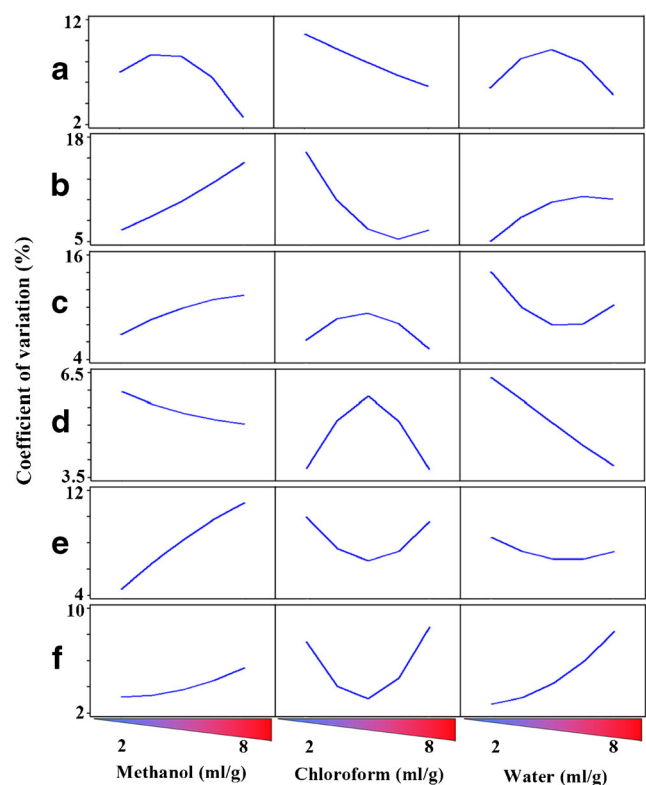 12
a
2
18
b
5
16
c
4
6.5
d
3.5
12
e
4
10
f
2
Coefficient of variation (%)
2 8 2 8 2 8
Methanol (ml/g) Chloroform (ml/g) Water (ml/g)